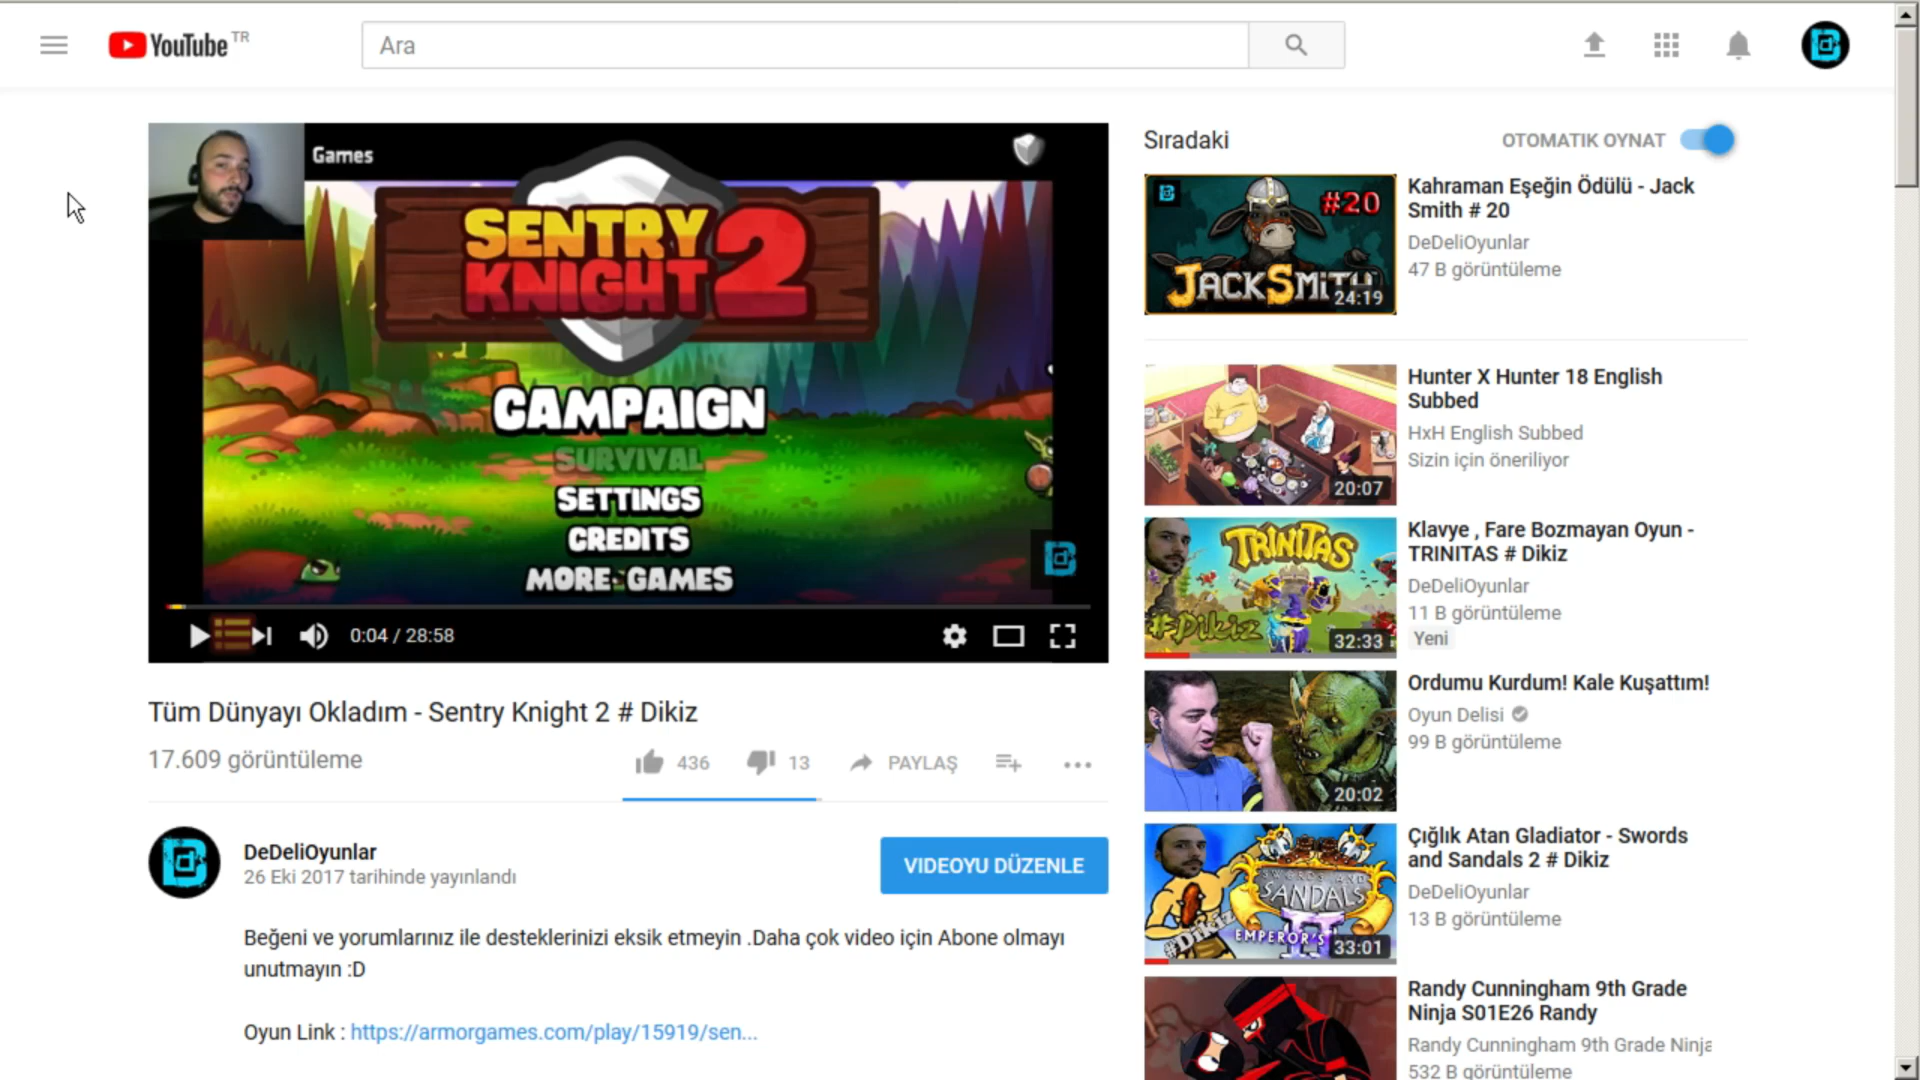 YouTube TR
Ara
Games
SENTRY
KNIGHT 2
CAMPAIGN
SURVIVAL
SETTINGS
CREDITS
MORE GAMES
0:04 / 28:58
Tüm Dünyayı Okladım - Sentry Knight 2 # Dikiz
17.609 görüntüleme
436
13
PAYLAŞ
DeDeliOyunlar
26 Eki 2017 tarihinde yayınlandı
VIDEOYU DÜZENLE
Beğeni ve yorumlarınız ile desteklerinizi eksik etmeyin .Daha çok video için Abone olmayı
unutmayın :D
Oyun Link : https://armorgames.com/play/15919/sen...
Sıradaki
OTOMATIK OYNAT
#20
JACKSMITH
24:19
Kahraman Eşeğin Ödülü - Jack
Smith # 20
DeDeliOyunlar
47 B görüntüleme
20:07
Hunter X Hunter 18 English
Subbed
HxH English Subbed
Sizin için öneriliyor
TRINITAS
#Dikiz
32:33
Klavye , Fare Bozmayan Oyun -
TRINITAS # Dikiz
DeDeliOyunlar
11 B görüntüleme
Yeni
20:02
Ordumu Kurdum! Kale Kuşattım!
Oyun Delisi
99 B görüntüleme
SWORDS AND
SANDALS
II
EMPEROR'S
#Dikiz
33:01
Çığlık Atan Gladiator - Swords
and Sandals 2 # Dikiz
DeDeliOyunlar
13 B görüntüleme
Randy Cunningham 9th Grade
Ninja S01E26 Randy
Randy Cunningham 9th Grade Ninja
532 B görüntüleme